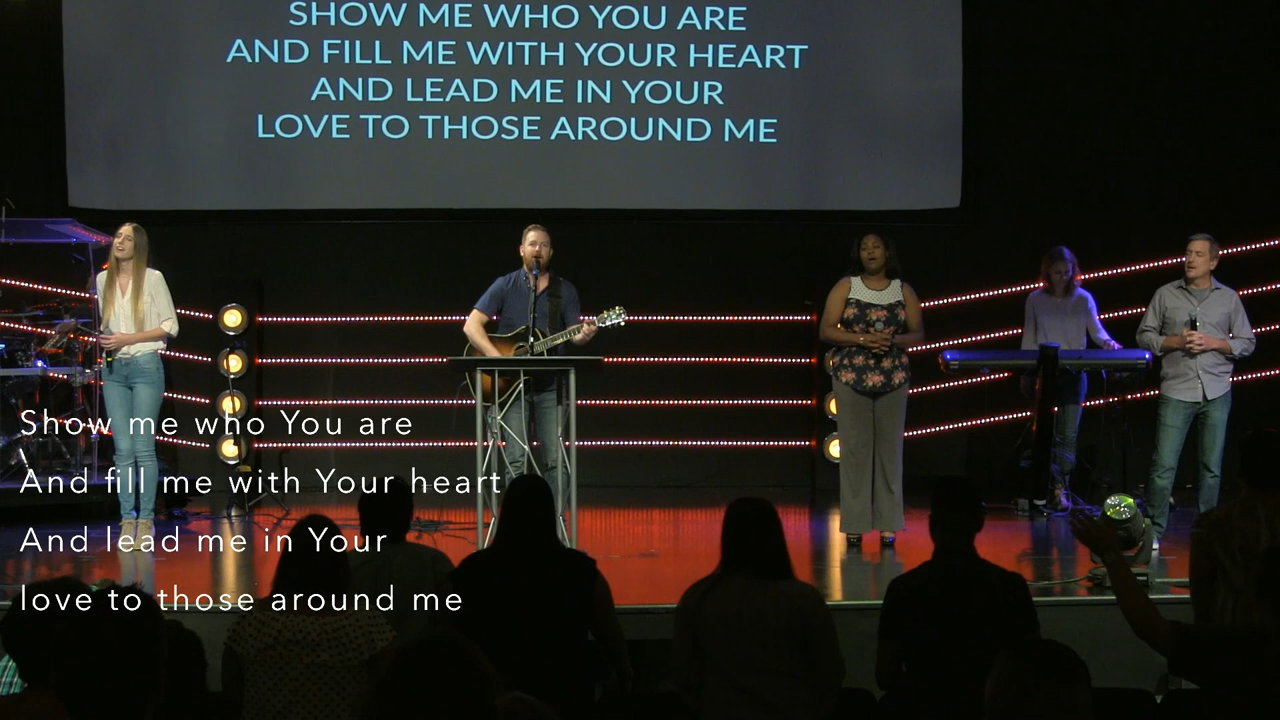 SHOW ME WHO YOU ARE
AND FILL ME WITH YOUR HEART
AND LEAD ME IN YOUR
LOVE TO THOSE AROUND ME
Show me who You are
And fill me with Your heart
And lead me in Your
love to those around me